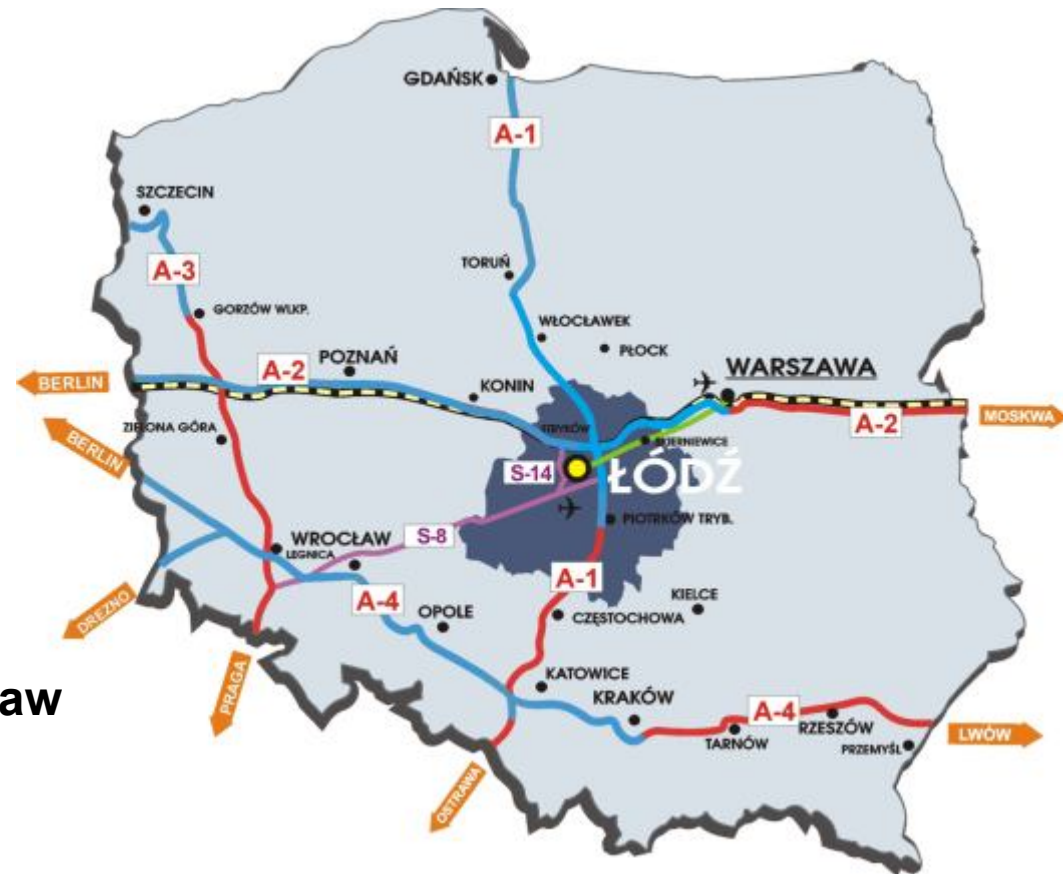 GDAŃSK
A-1
SZCZECIN
A-3
TORUŃ
GORZÓW WLKP.
WŁOCŁAWEK
PŁOCK
POZNAŃ
WARSZAWA
BERLIN
A-2
KONIN
A-2
MOSKWA
ZIELONA GÓRA
STRYKÓW
SKIERNIEWICE
BERLIN
S-14
ŁÓDŹ
PIOTRKÓW TRYB.
S-8
WROCŁAW
LEGNICA
A-1
KIELCE
A-4
OPOLE
CZĘSTOCHOWA
DREZNO
PRAGA
KATOWICE
KRAKÓW
aw
A-4
RZESZÓW
TARNÓW
LWÓW
PRZEMYŚL
OSTRAWA